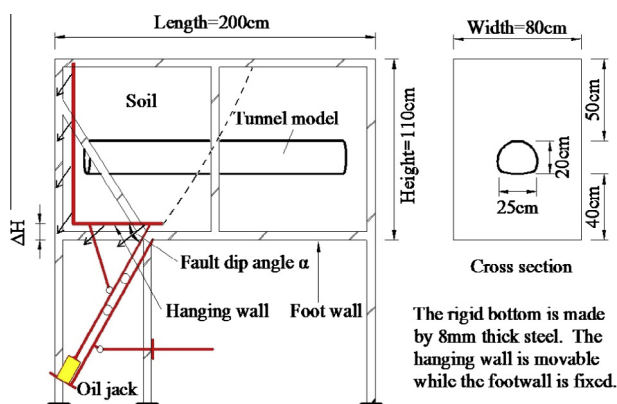 Length=200cm
Width=80cm
Soil
Tunnel model
Height=110cm
50cm
20cm
25cm
40cm
ΔH
Fault dip angle α
Cross section
Hanging wall
Foot wall
Oil jack
The rigid bottom is made
by 8mm thick steel. The
hanging wall is movable
while the footwall is fixed.